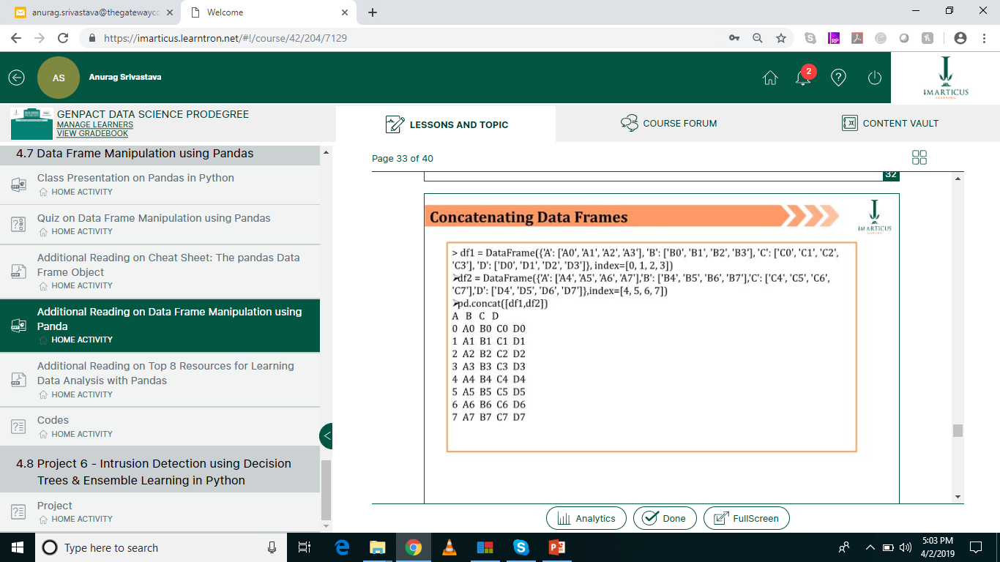 anurag.srivastava@thegatewayco
Welcome
https://imarticus.learntron.net/#!/course/42/204/7129
AS
Anurag Srivastava
2
IMARTICUS
LEARNING
GENPACT DATA SCIENCE PRODEGREE
MANAGE LEARNERS
VIEW GRADEBOOK
LESSONS AND TOPIC
COURSE FORUM
CONTENT VAULT
4.7 Data Frame Manipulation using Pandas
Class Presentation on Pandas in Python
HOME ACTIVITY
Quiz on Data Frame Manipulation using Pandas
HOME ACTIVITY
Additional Reading on Cheat Sheet: The pandas Data
Frame Object
HOME ACTIVITY
Additional Reading on Data Frame Manipulation using
Panda
HOME ACTIVITY
Additional Reading on Top 8 Resources for Learning
Data Analysis with Pandas
HOME ACTIVITY
Codes
HOME ACTIVITY
4.8 Project 6 - Intrusion Detection using Decision
Trees & Ensemble Learning in Python
Project
HOME ACTIVITY
Page 33 of 40
32
Concatenating Data Frames
IMARTICUS
> df1 = DataFrame({'A': ['A0', 'A1', 'A2', 'A3'], 'B': ['B0', 'B1', 'B2', 'B3'], 'C': ['C0', 'C1', 'C2',
'C3'], 'D': ['D0', 'D1', 'D2', 'D3']}, index=[0, 1, 2, 3])
➢df2 = DataFrame({'A': ['A4', 'A5', 'A6', 'A7'],'B': ['B4', 'B5', 'B6', 'B7'],'C': ['C4', 'C5', 'C6',
'C7'],'D': ['D4', 'D5', 'D6', 'D7']},index=[4, 5, 6, 7])
➢pd.concat([df1,df2])
A B C D
0 A0 B0 C0 D0
1 A1 B1 C1 D1
2 A2 B2 C2 D2
3 A3 B3 C3 D3
4 A4 B4 C4 D4
5 A5 B5 C5 D5
6 A6 B6 C6 D6
7 A7 B7 C7 D7
Analytics
Done
FullScreen
Type here to search
5:03 PM
4/2/2019